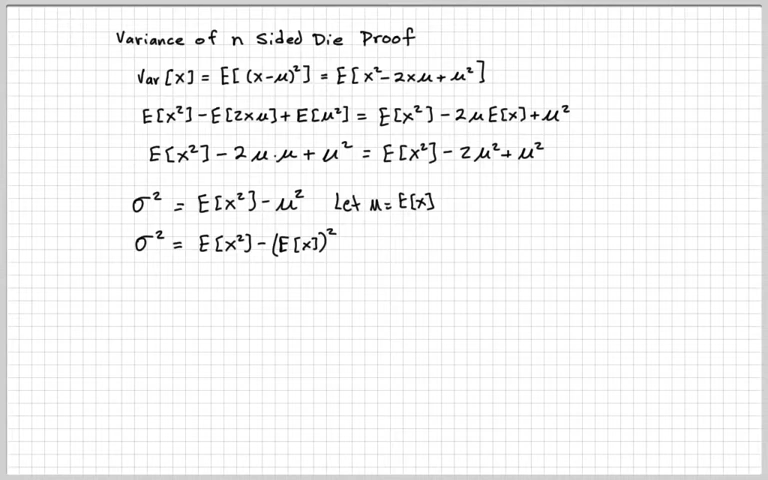 Variance of n Sided Die Proof
Var[x] = E[(x-μ)²] = E[x²-2xμ+μ²]
E[x²]-E[2xμ]+E[μ²] = E[x²]-2μE[x]+μ²
E[x²]-2μ·μ+μ² = E[x²]-2μ²+μ²
σ² = E[x²]-μ² Let μ=E[x]
σ² = E[x²]-(E[x])²